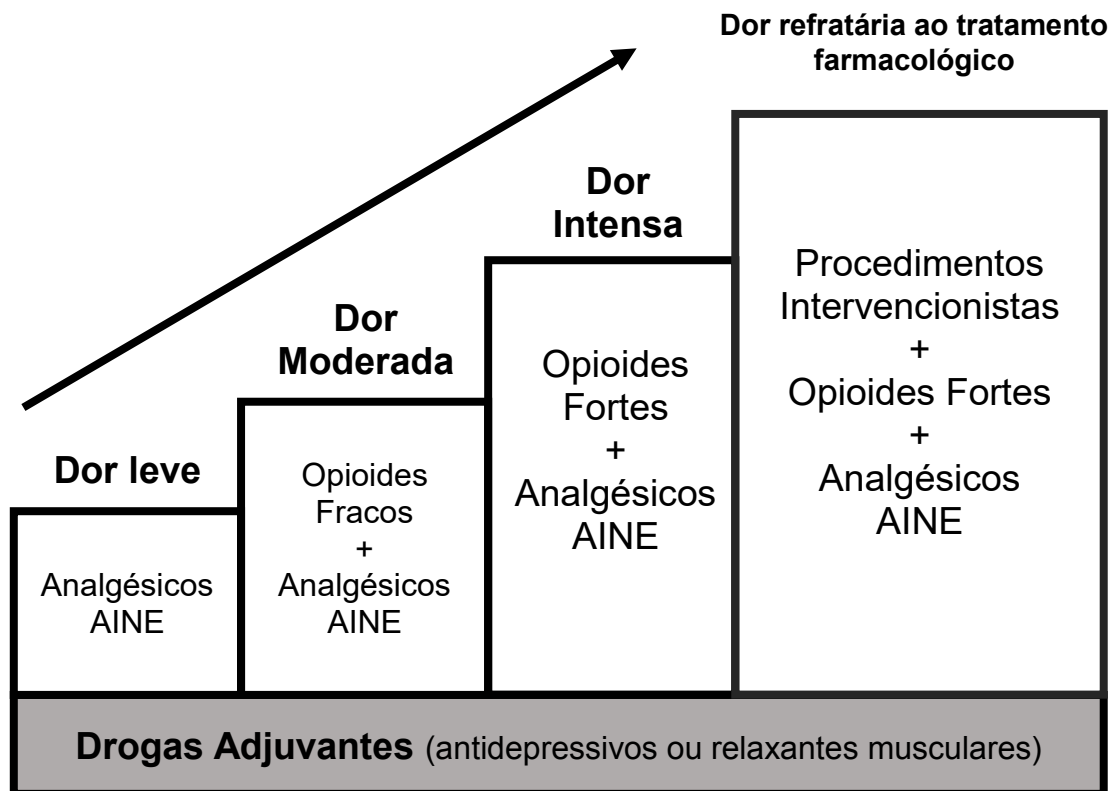 Dor refratária ao tratamento
farmacológico
Dor
Intensa
Dor
Moderada
Dor leve
Analgésicos
AINE
Opioides
Fracos
+
Analgésicos
AINE
Opioides
Fortes
+
Analgésicos
AINE
Procedimentos
Intervencionistas
+
Opioides Fortes
+
Analgésicos
AINE
Drogas Adjuvantes (antidepressivos ou relaxantes musculares)